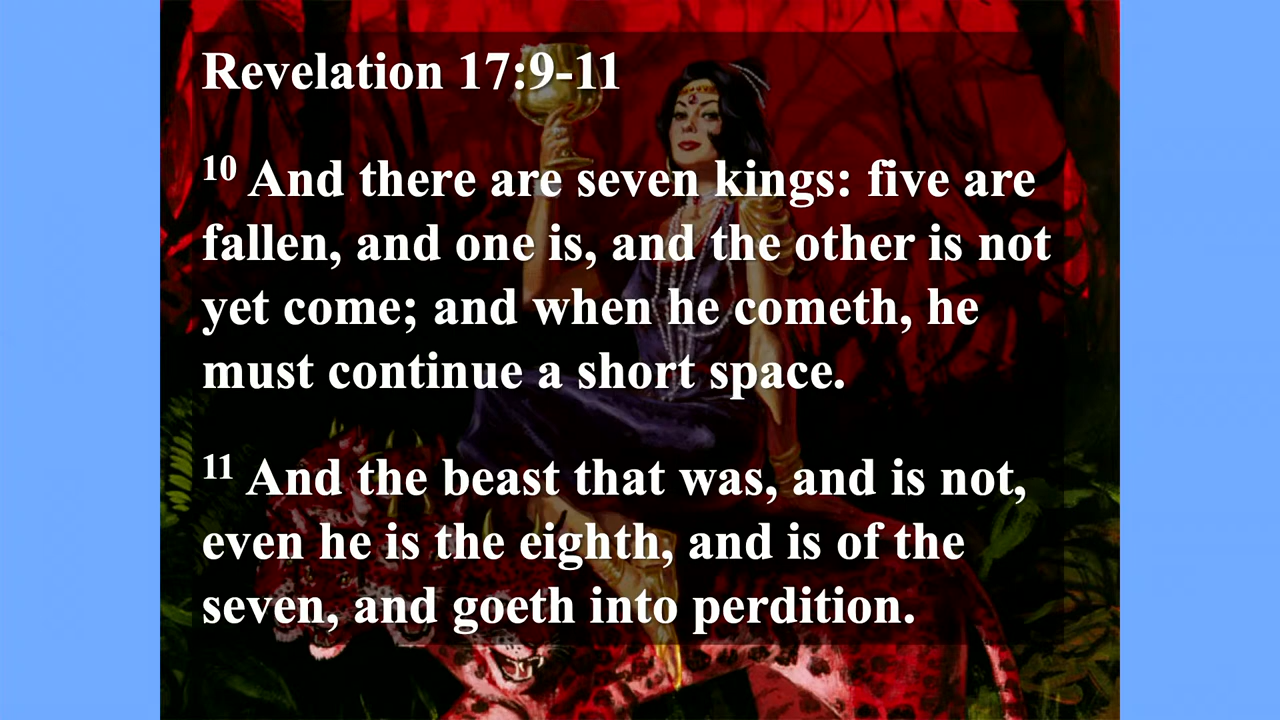 Revelation 17:9-11
10 And there are seven kings: five are
fallen, and one is, and the other is not
yet come; and when he cometh, he
must continue a short space.
11 And the beast that was, and is not,
even he is the eighth, and is of the
seven, and goeth into perdition.